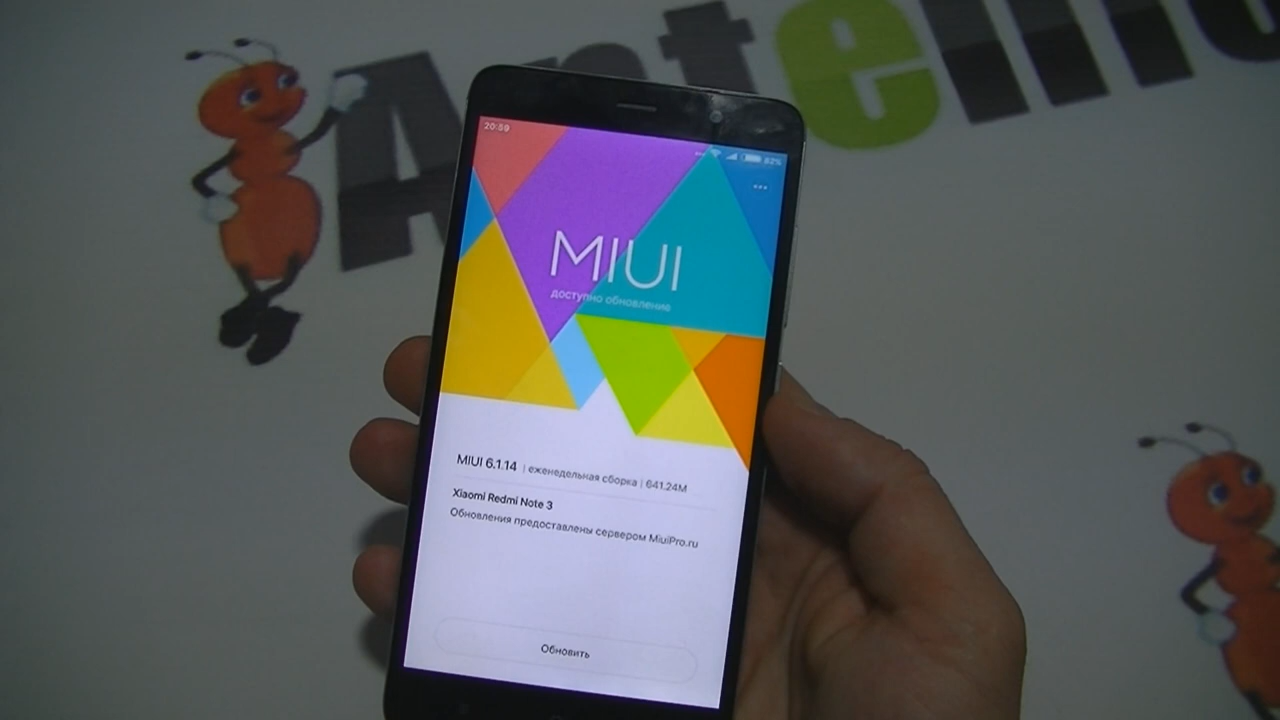 Ante
20:59
82%
MIUI
доступно обновление
MIUI 6.1.14 | еженедельная сборка | 641.24M
Xiaomi Redmi Note 3
Обновления предоставлены сервером MiuiPro.ru
Обновить